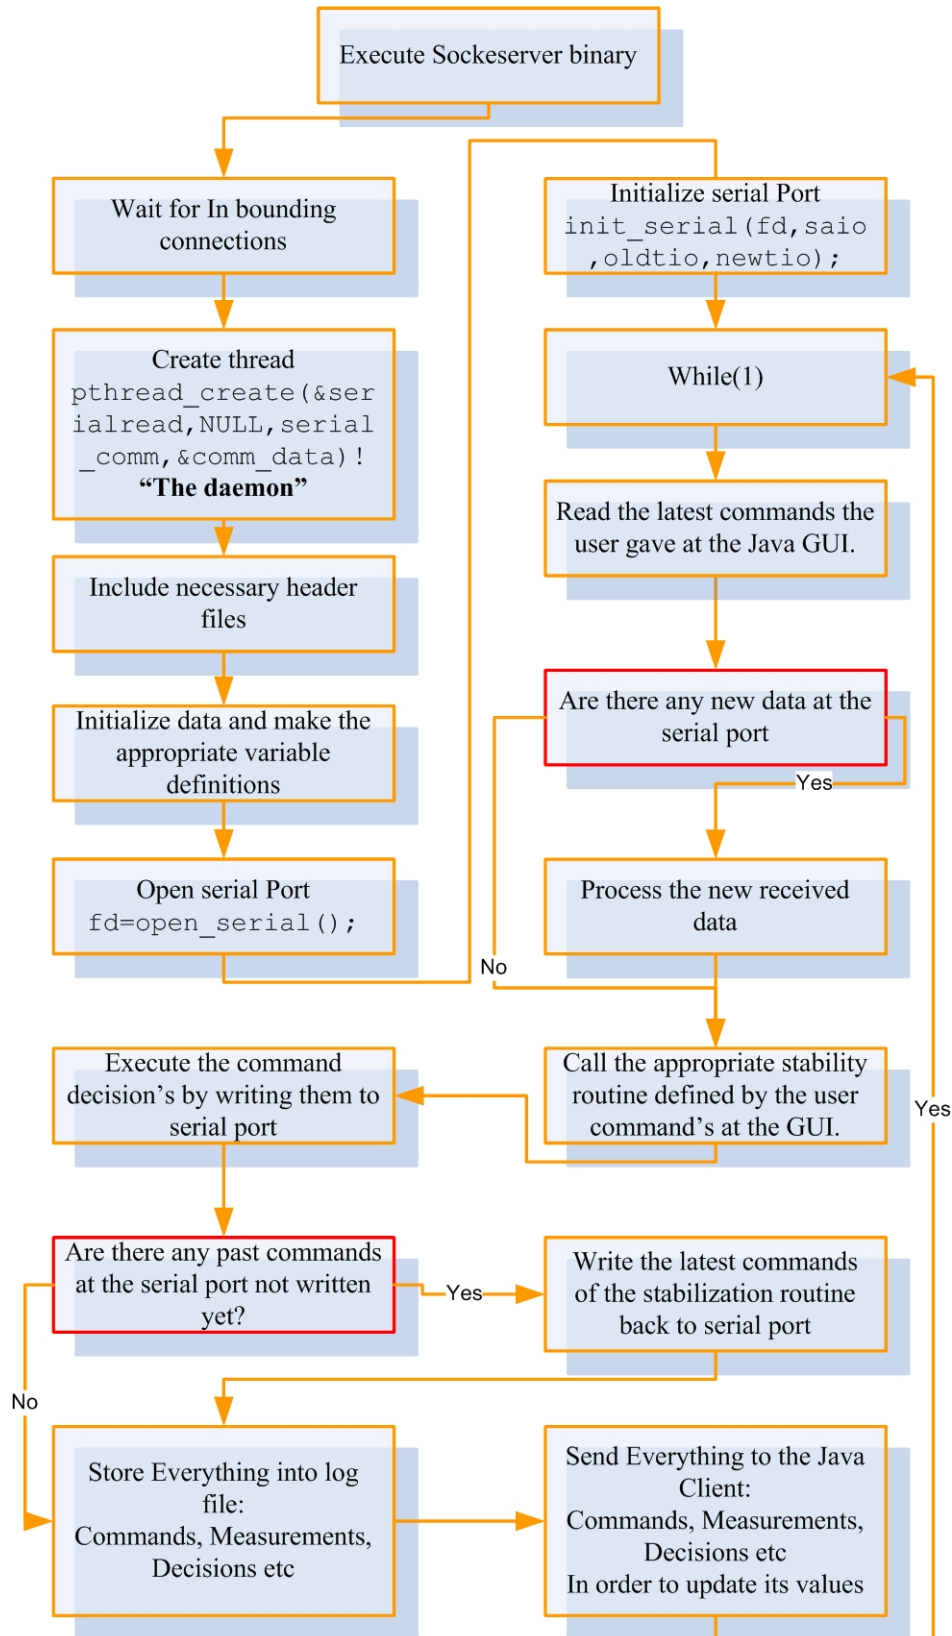 Execute Sockeserver binary
Wait for In bounding
connections
Create thread
pthread_create(&ser
ialread,NULL,serial
_comm,&comm_data)!
“The daemon”
Include necessary header
files
Initialize data and make the
appropriate variable
definitions
Open serial Port
fd=open_serial();
Initialize serial Port
init_serial(fd,saio
,oldtio,newtio);
While(1)
Read the latest commands the
user gave at the Java GUI.
Are there any new data at the
serial port
Yes
Process the new received
data
No
Call the appropriate stability
routine defined by the user
command’s at the GUI.
Yes
Execute the command
decision’s by writing them to
serial port
Are there any past commands
at the serial port not written
yet?
Yes
Write the latest commands
of the stabilization routine
back to serial port
No
Store Everything into log
file:
Commands, Measurements,
Decisions etc
Send Everything to the Java
Client:
Commands, Measurements,
Decisions etc
In order to update its values